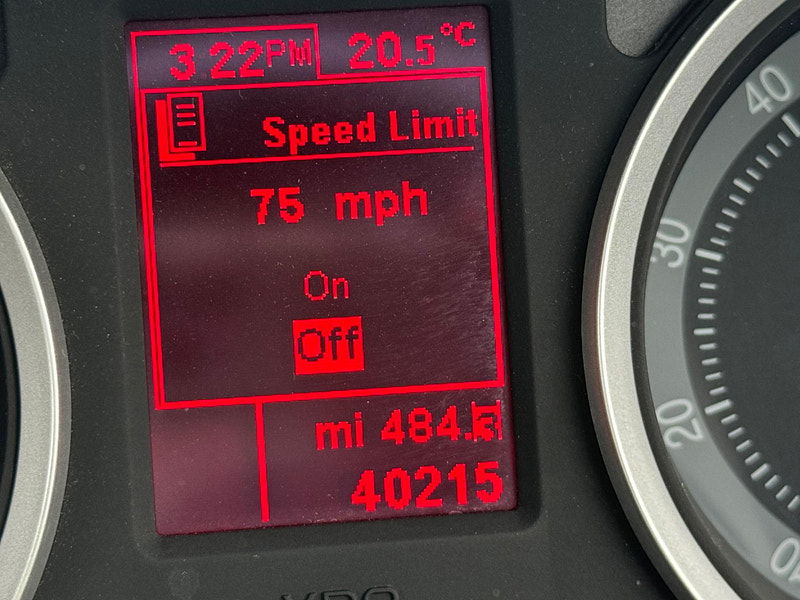 3 22PM 20.5°C
Speed Limit
75 mph
On
Off
mi 484.
40215
40
30
20